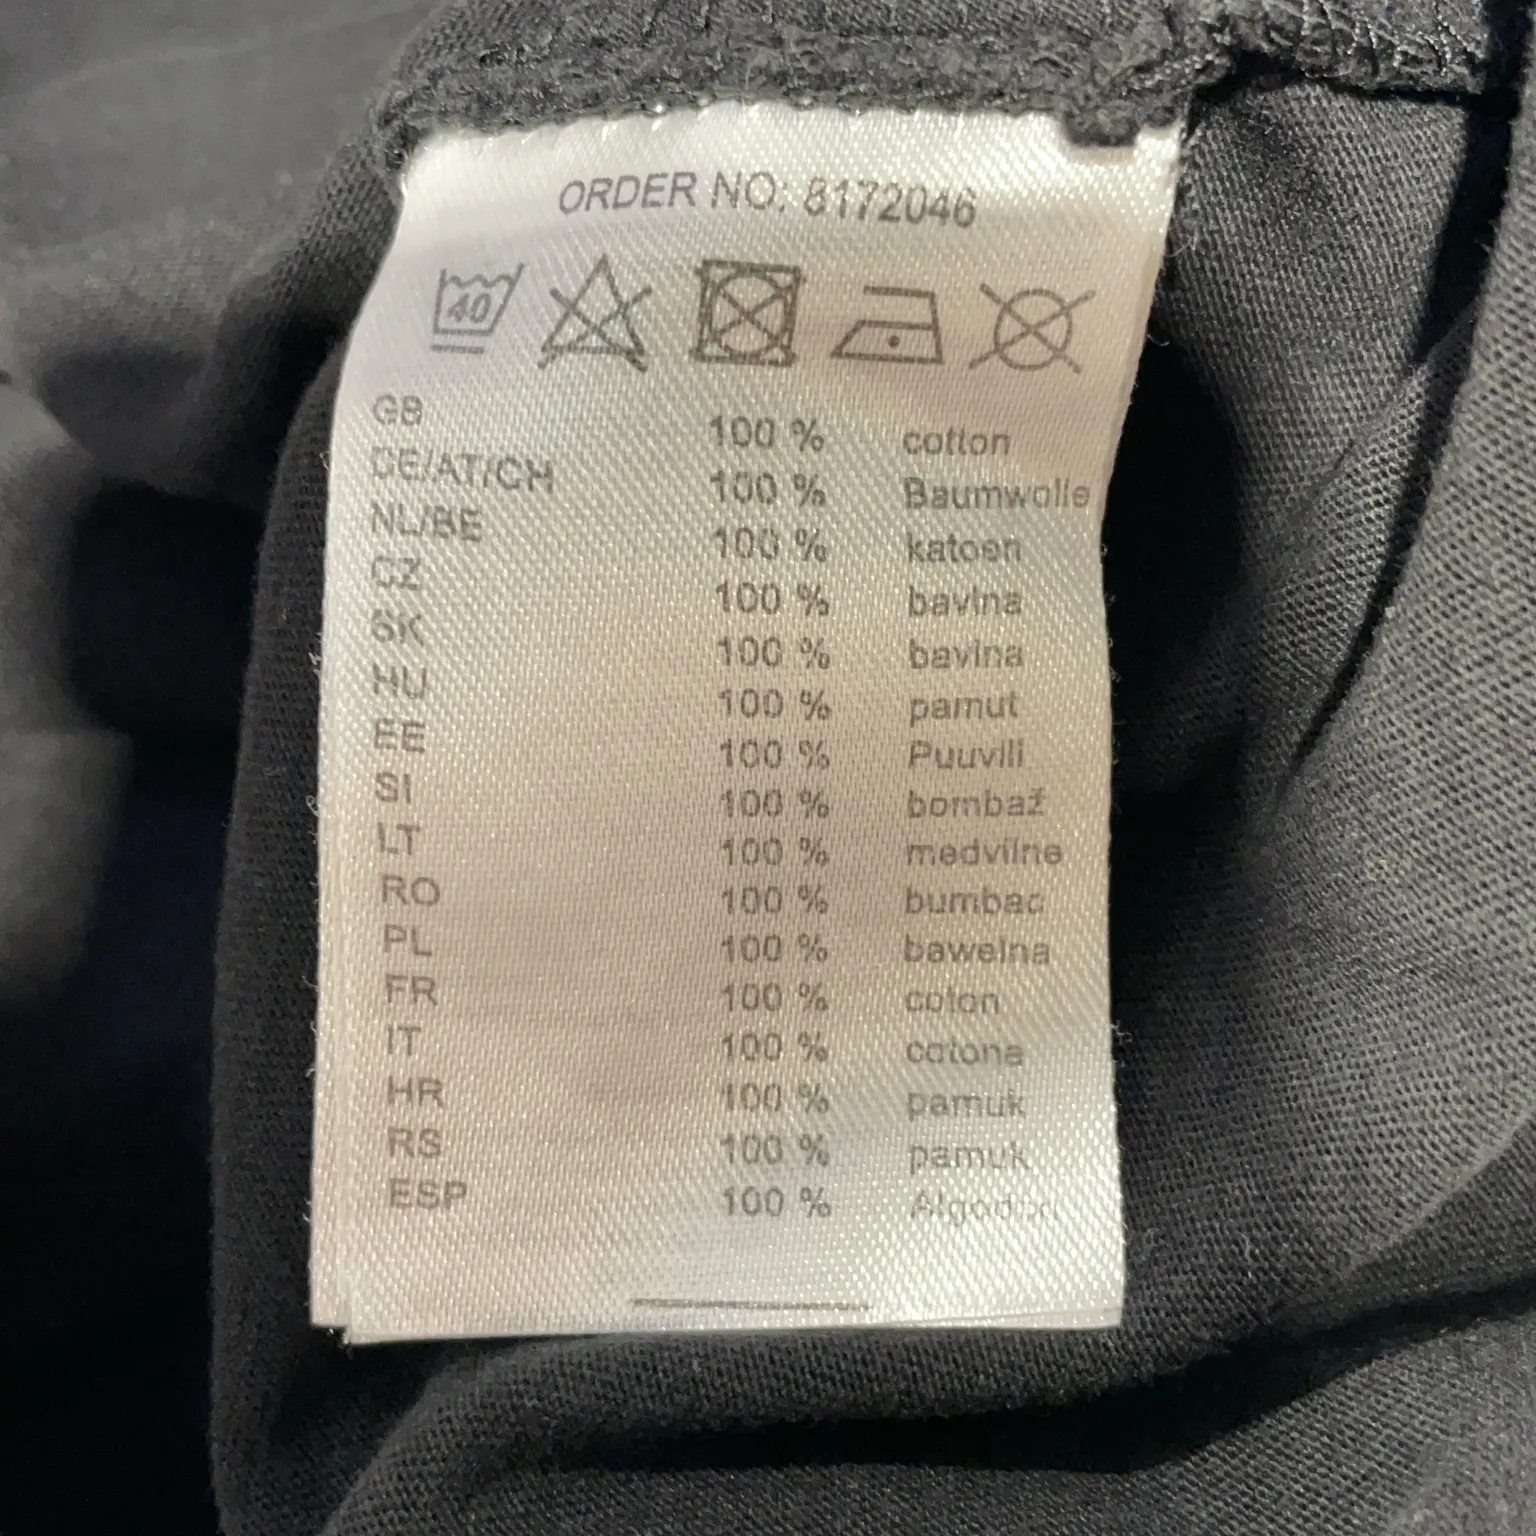 ORDER NO: 8172046
40
GB 100 % cotton
DE/AT/CH 100 % Baumwolle
NL/BE 100 % katoen
CZ 100 % bavlna
SK 100 % bavlna
HU 100 % pamut
EE 100 % Puuvill
SI 100 % bombaž
LT 100 % medvilnė
RO 100 % bumbac
PL 100 % bawełna
FR 100 % coton
IT 100 % cotone
HR 100 % pamuk
RS 100 % pamuk
ESP 100 %